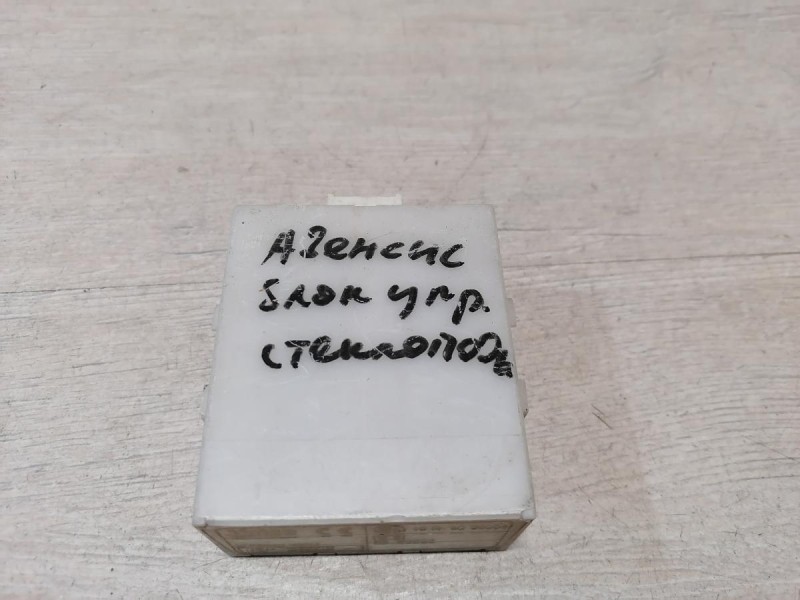 Авенсис
Блок упр.
стеклопод